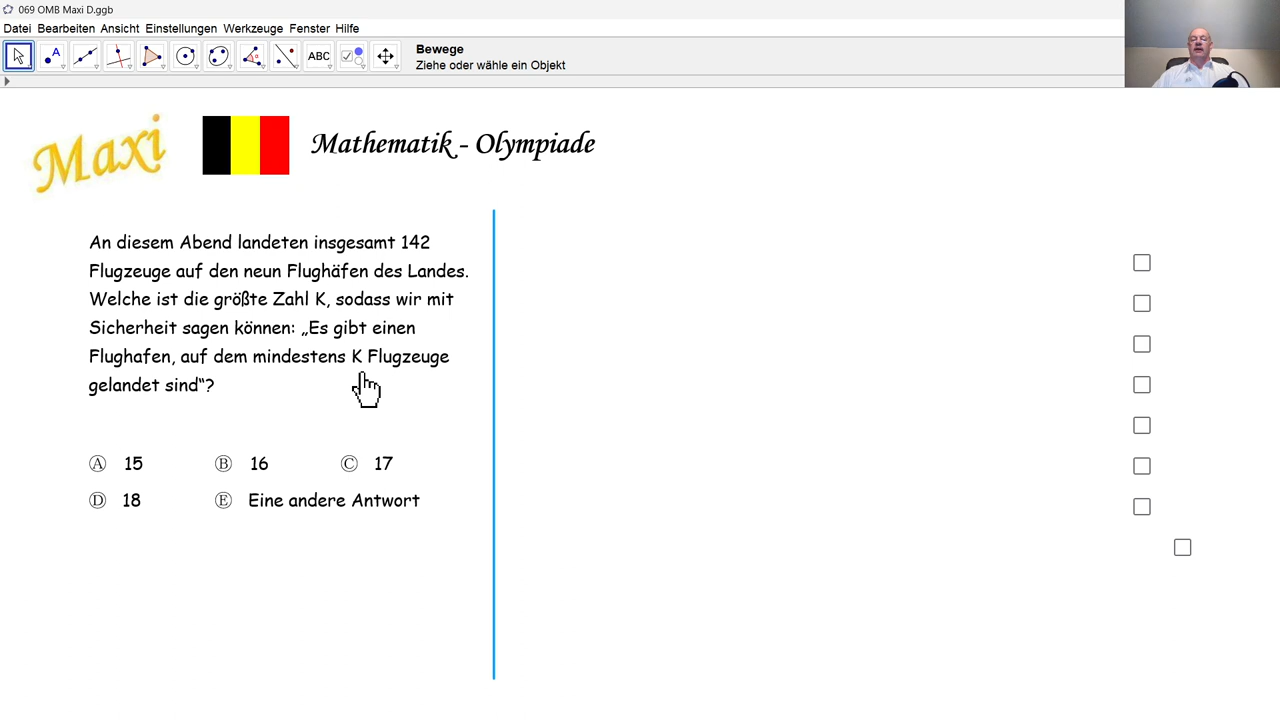 069 OMB Maxi D.ggb
Datei Bearbeiten Ansicht Einstellungen Werkzeuge Fenster Hilfe
A
ABC
Bewege
Ziehe oder wähle ein Objekt
Maxi
Mathematik - Olympiade
An diesem Abend landeten insgesamt 142
Flugzeuge auf den neun Flughäfen des Landes.
Welche ist die größte Zahl K, sodass wir mit
Sicherheit sagen können: „Es gibt einen
Flughafen, auf dem mindestens K Flugzeuge
gelandet sind“?
Ⓐ 15 Ⓑ 16 Ⓒ 17
Ⓓ 18 Ⓔ Eine andere Antwort